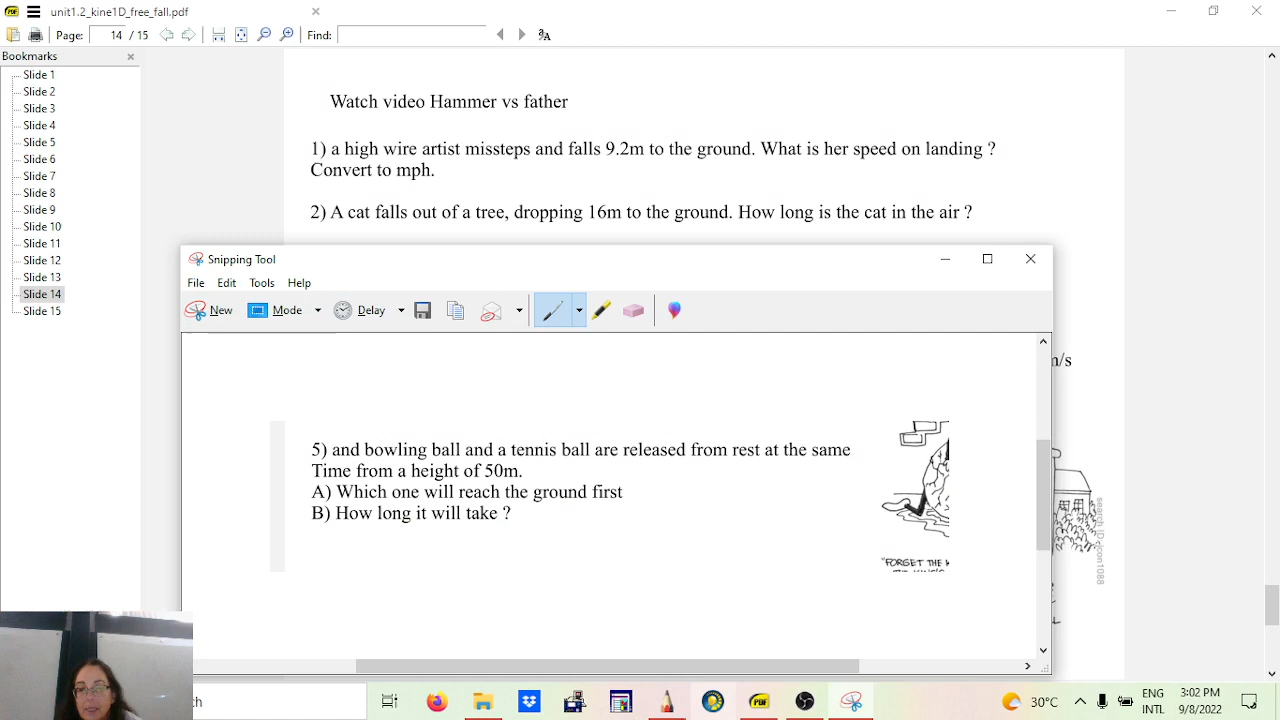 unit1.2_kine1D_free_fall.pdf
Page: 14 / 15 Find:
Bookmarks
Slide 1
Slide 2
Slide 3
Slide 4
Slide 5
Slide 6
Slide 7
Slide 8
Slide 9
Slide 10
Slide 11
Slide 12
Slide 13
Slide 14
Slide 15
Watch video Hammer vs father
1) a high wire artist missteps and falls 9.2m to the ground. What is her speed on landing ?
Convert to mph.
2) A cat falls out of a tree, dropping 16m to the ground. How long is the cat in the air ?
Snipping Tool
File Edit Tools Help
New Mode Delay
m/s
5) and bowling ball and a tennis ball are released from rest at the same
Time from a height of 50m.
A) Which one will reach the ground first
B) How long it will take ?
"FORGET THE
search ID: jcon1088
ch
30°C
ENG
INTL
3:02 PM
9/8/2022